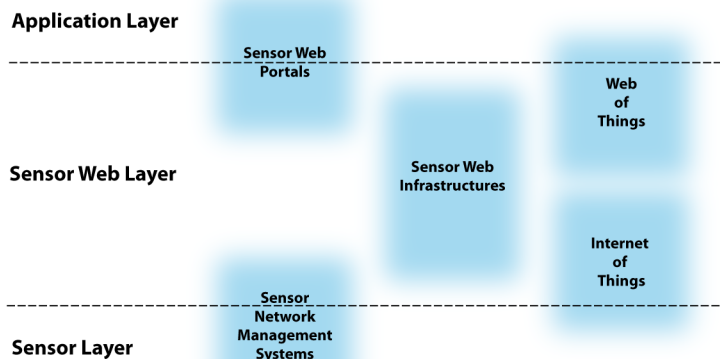 Application Layer
Sensor Web
Portals
Web
of
Things
Sensor Web Layer
Sensor Web
Infrastructures
Internet
of
Things
Sensor
Network
Management
Systems
Sensor Layer